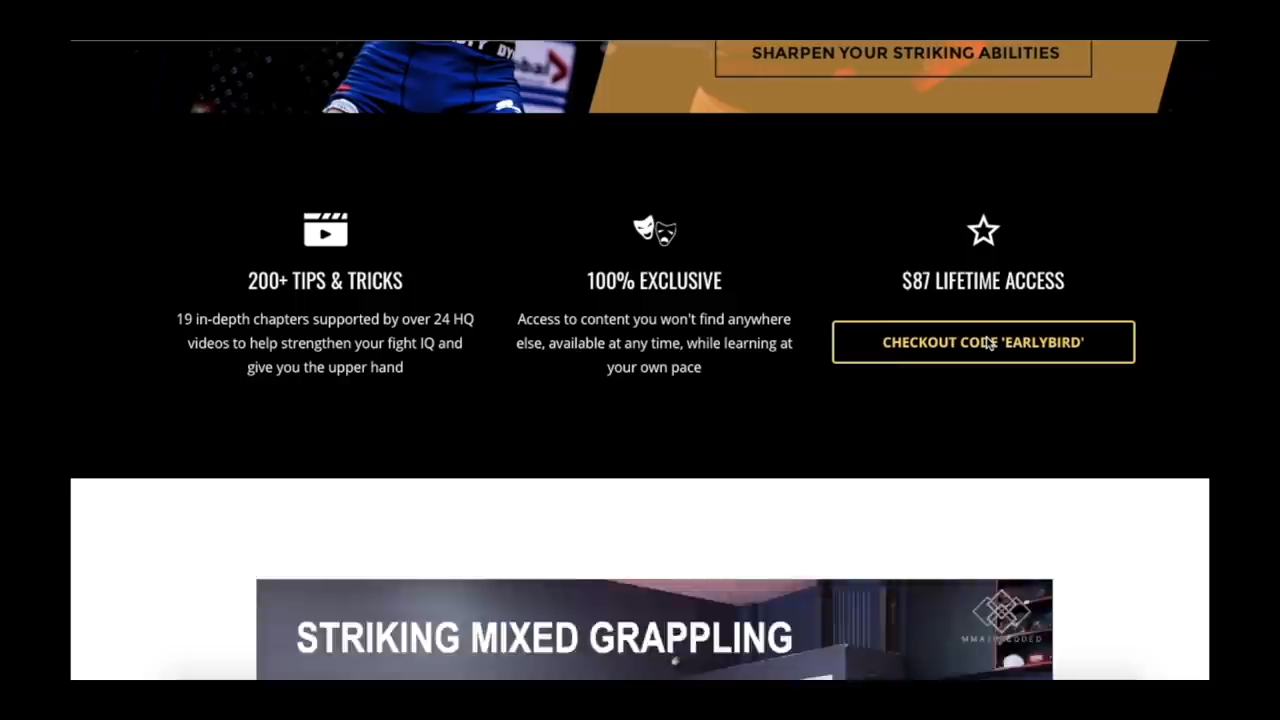 SHARPEN YOUR STRIKING ABILITIES
200+ TIPS & TRICKS
19 in-depth chapters supported by over 24 HQ
videos to help strengthen your fight IQ and
give you the upper hand
100% EXCLUSIVE
Access to content you won't find anywhere
else, available at any time, while learning at
your own pace
$87 LIFETIME ACCESS
CHECKOUT CODE 'EARLYBIRD'
STRIKING MIXED GRAPPLING